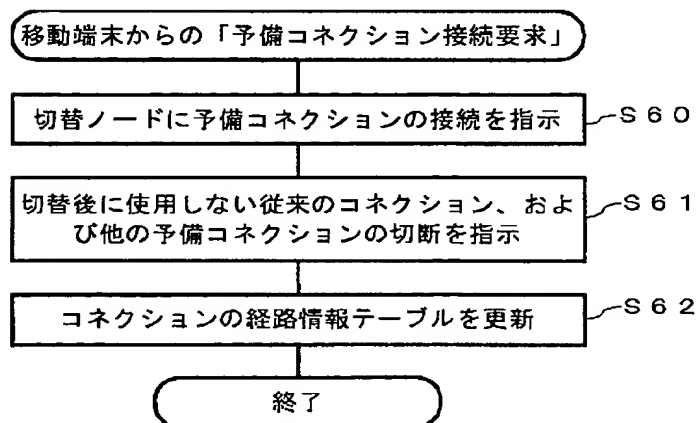 移動端末からの「予備コネクション接続要求」
切替ノードに予備コネクションの接続を指示
S60
切替後に使用しない従来のコネクション、およ
び他の予備コネクションの切断を指示
S61
コネクションの経路情報テーブルを更新
S62
終了